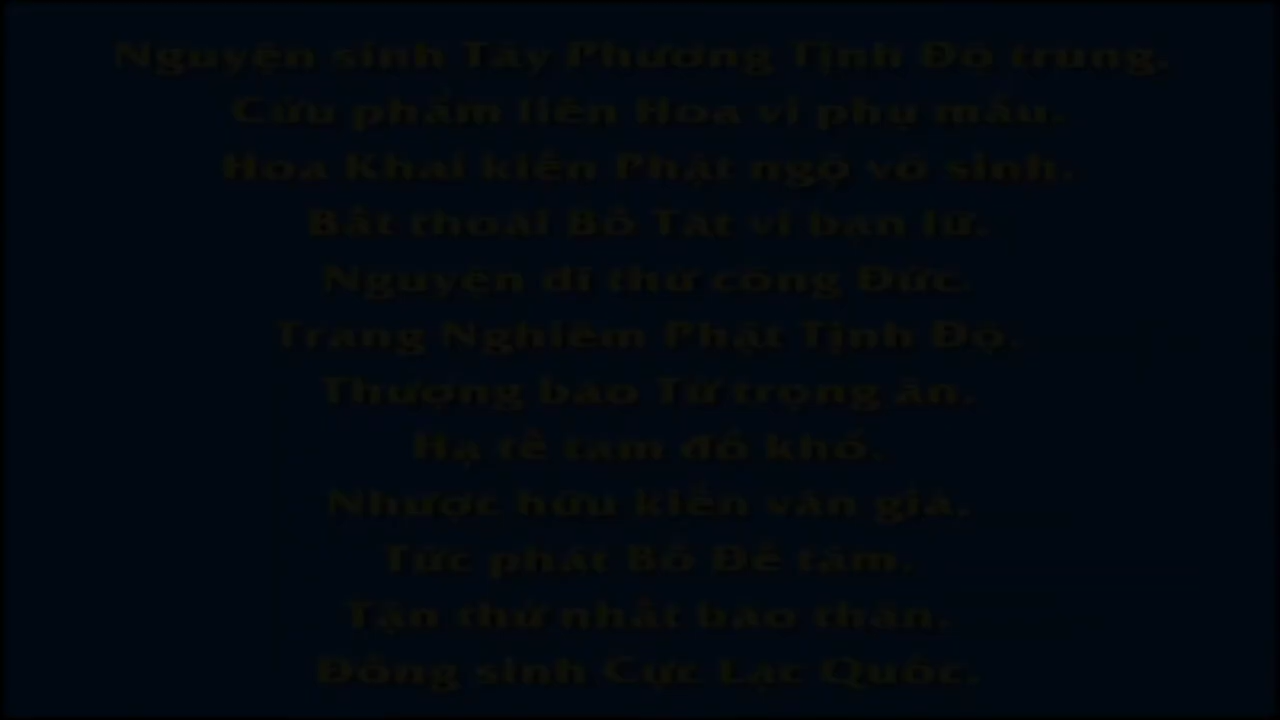 Nguyện sinh Tây Phương Tịnh Độ trung.
Cửu phẩm liên Hoa vi phụ mẫu.
Hoa Khai kiến Phật ngộ vô sinh.
Bất thoái Bồ Tát vi bạn lữ.
Nguyện dĩ thử công Đức.
Trang Nghiêm Phật Tịnh Độ.
Thượng báo Tứ trọng ân.
Hạ tế tam đồ khổ.
Nhược hữu kiến văn giả.
Tức phát Bồ Đề tâm.
Tận thử nhất báo thân.
Đồng sinh Cực Lạc Quốc.